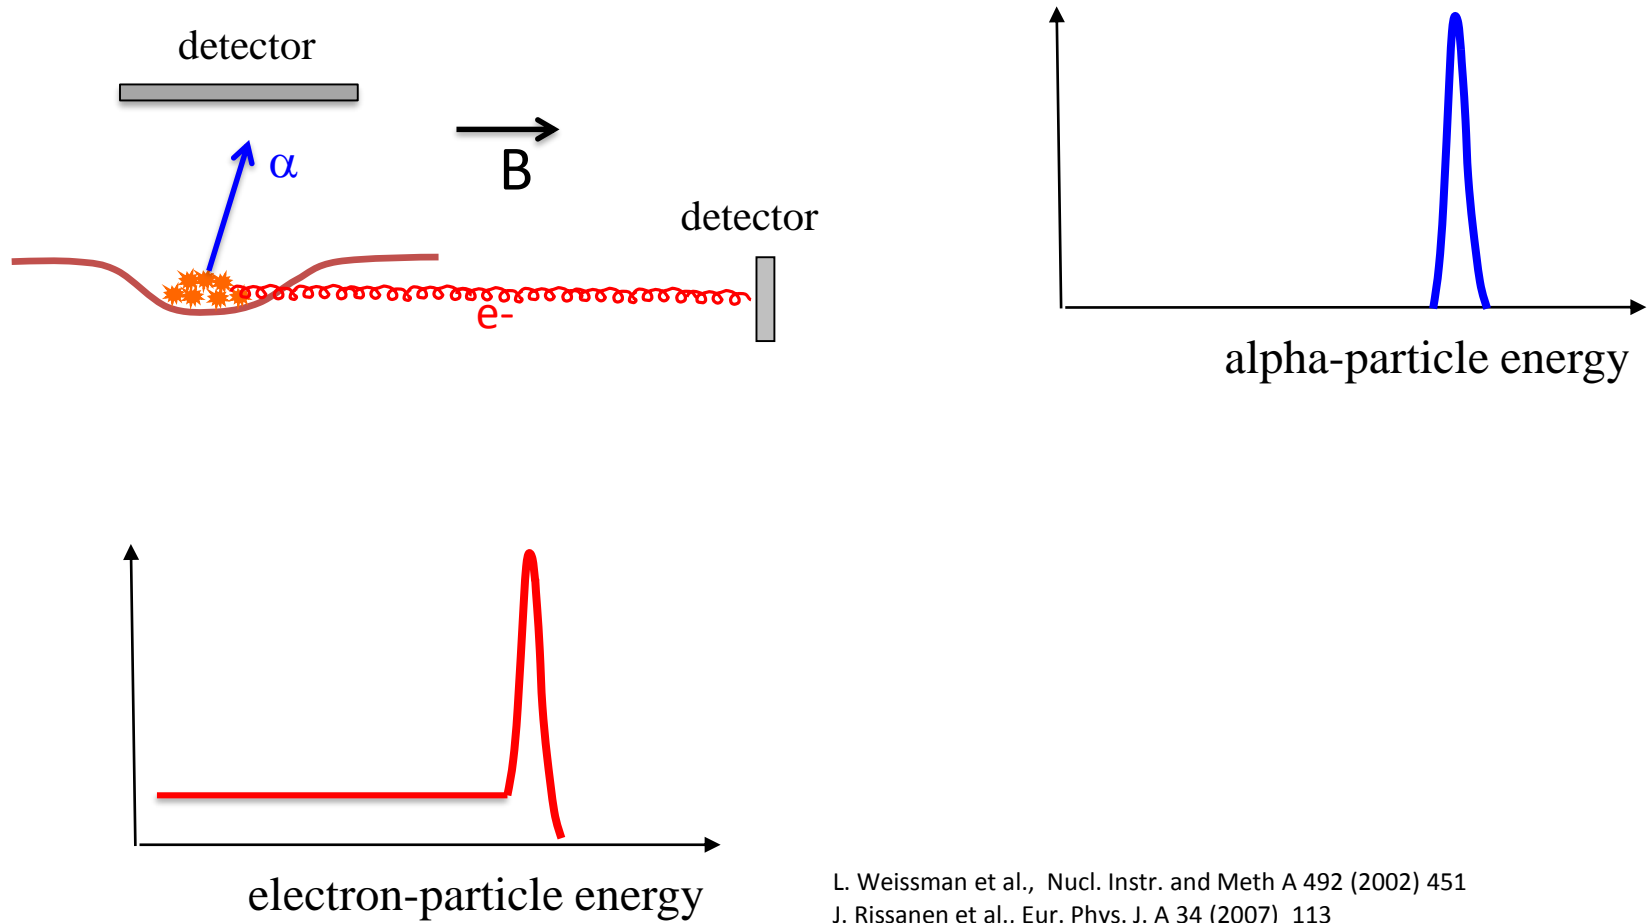 detector
α
B
detector
e-
alpha-particle energy
electron-particle energy
L. Weissman et al., Nucl. Instr. and Meth A 492 (2002) 451
J. Rissanen et al., Eur. Phys. J. A 34 (2007) 113